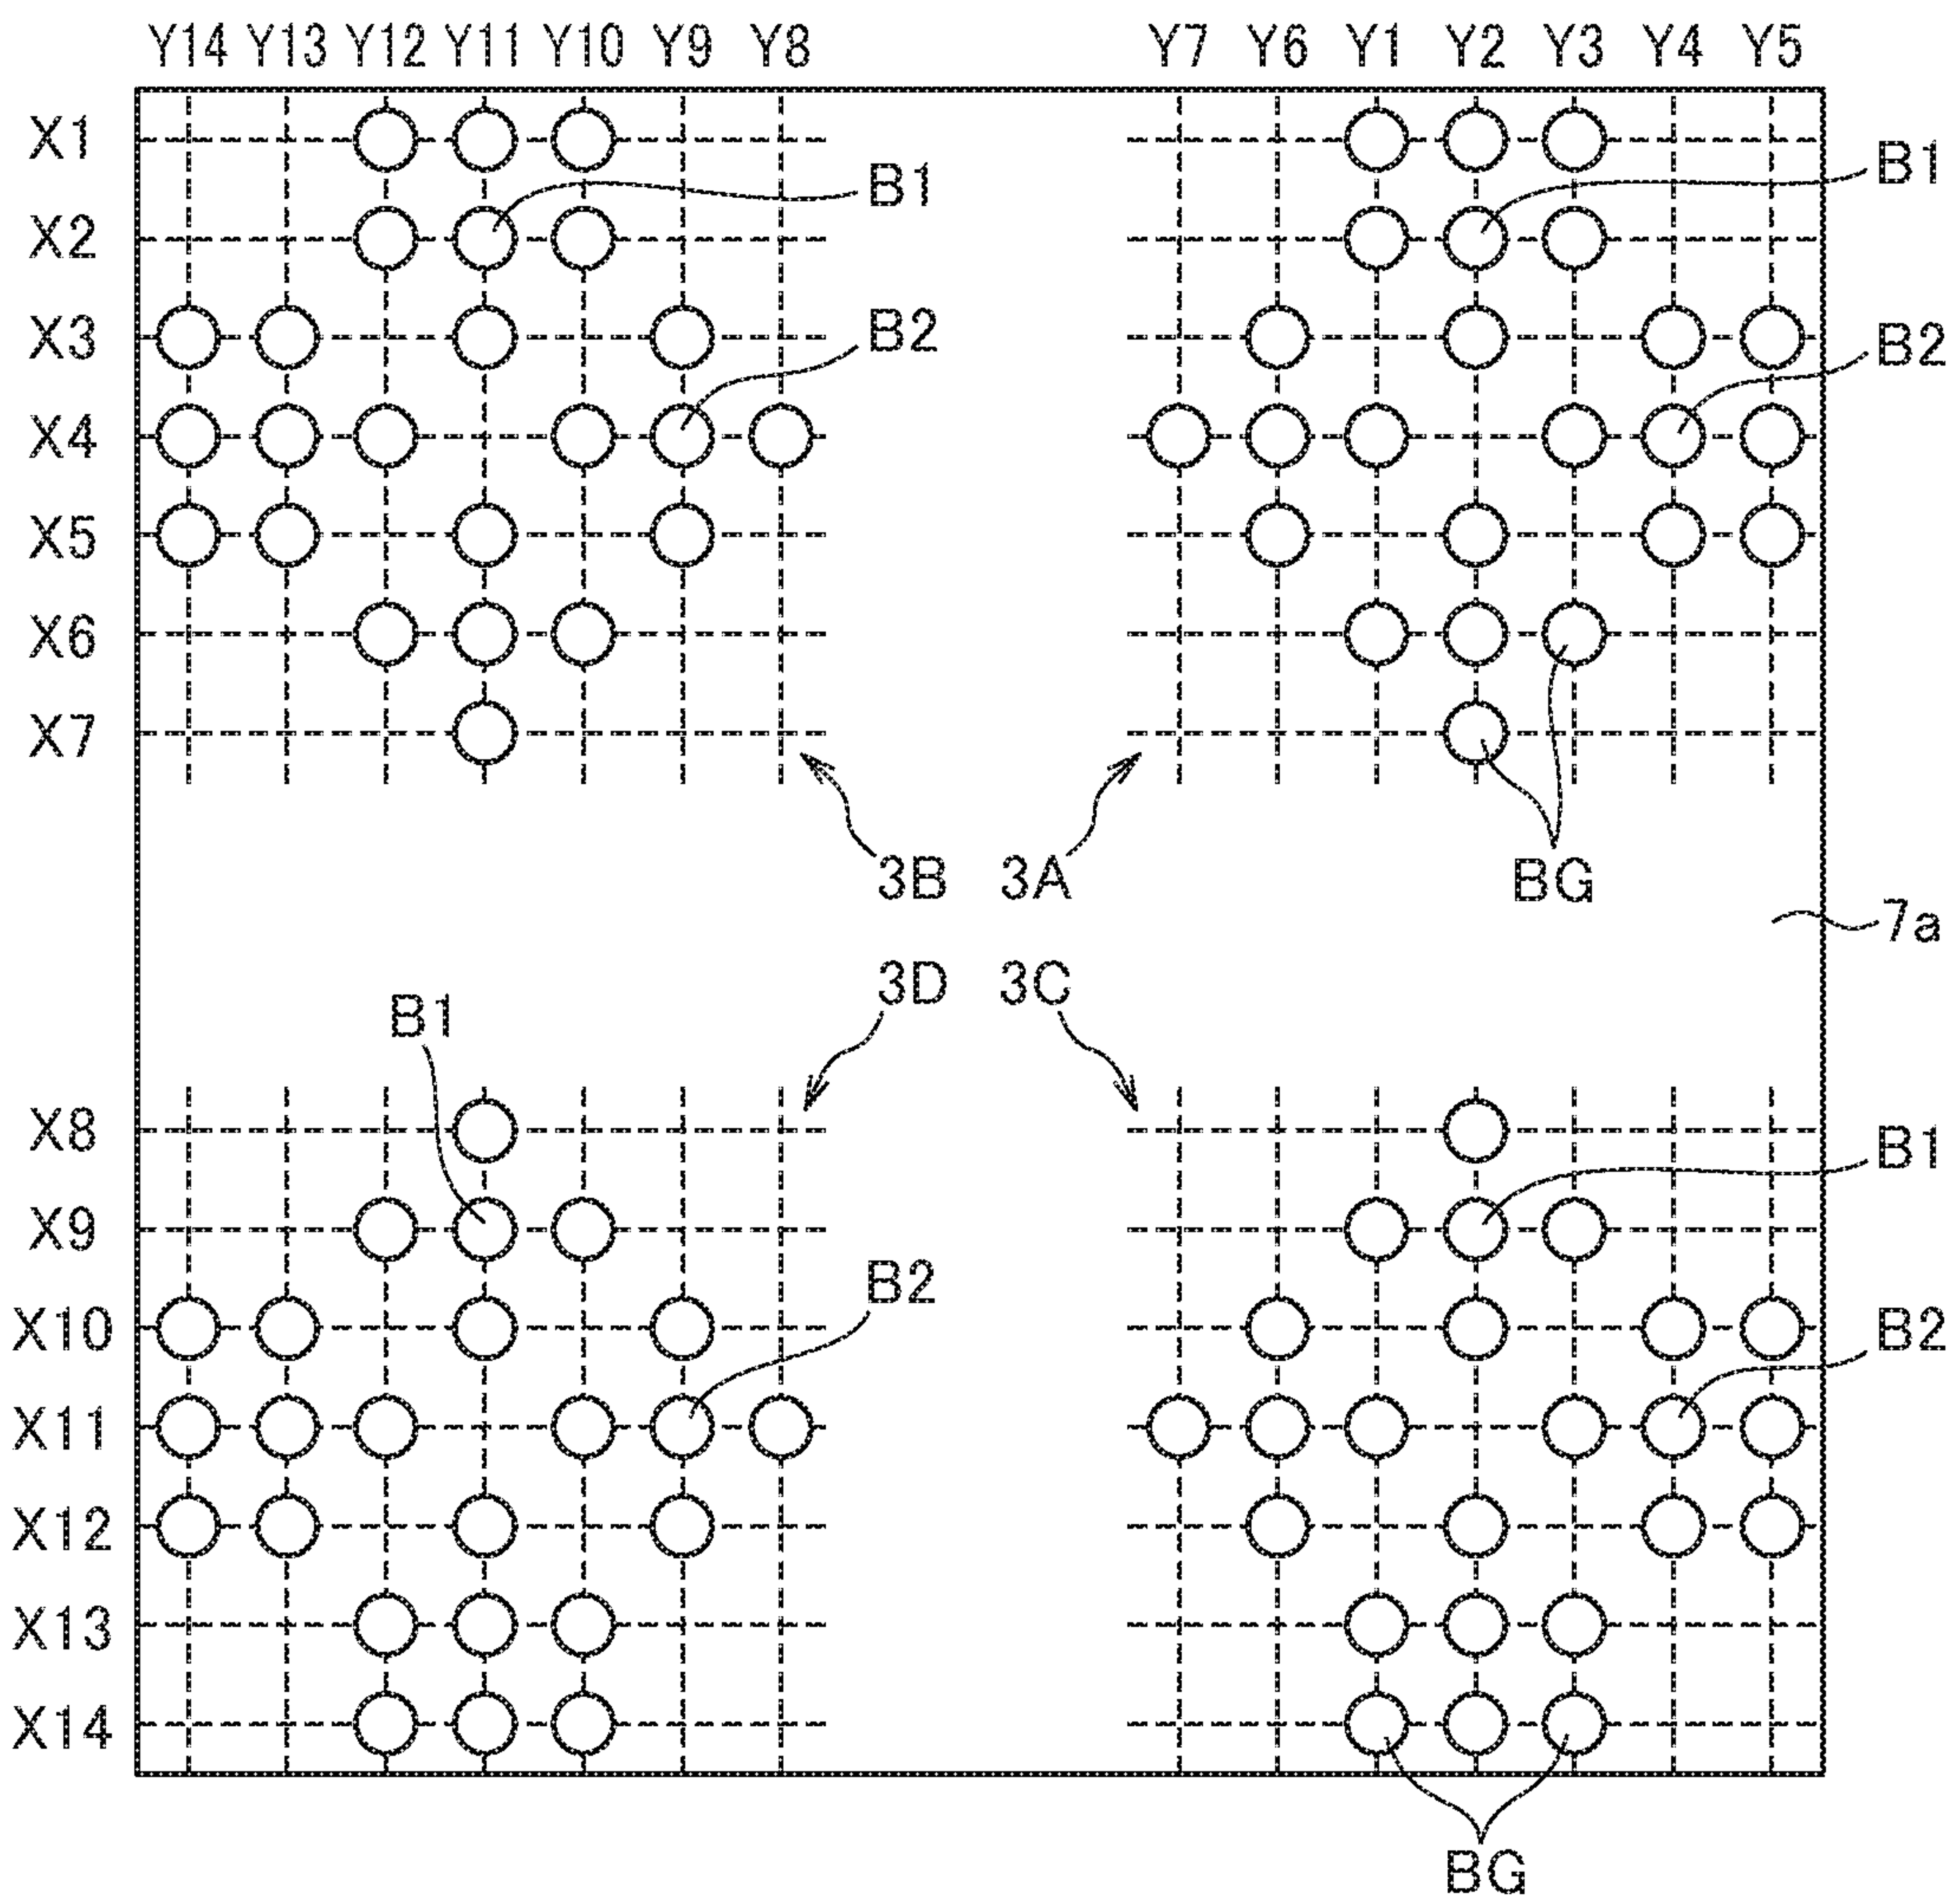 Y14 Y13 Y12 Y11 Y10 Y9 Y8 Y7 Y6 Y1 Y2 Y3 Y4 Y5
X1
B1 B1
X2
X3 B2 B2
X4
X5
X6
X7
3B 3A BG
7a
3D 3C
B1
X8 B1
X9
B2
X10 B2
X11
X12
X13
X14
BG